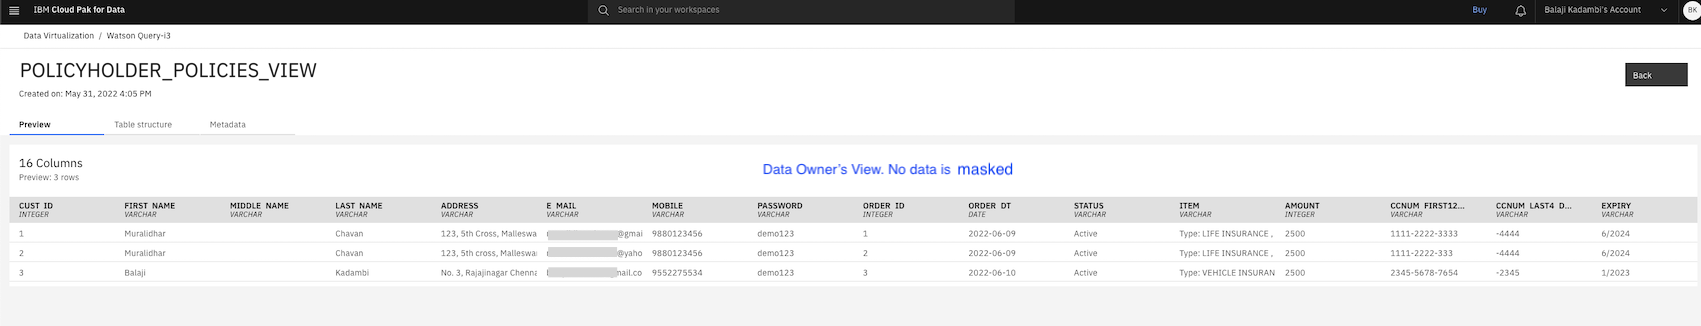 IBM Cloud Pak for Data Search in your workspaces Buy Balaji Kadambi's Account BK
Data Virtualization / Watson Query-i3
POLICYHOLDER_POLICIES_VIEW
Back
Created on: May 31, 2022 4:05 PM
Preview Table structure Metadata
16 Columns
Data Owner's View. No data is masked
Preview: 3 rows
CUST ID FIRST NAME MIDDLE NAME LAST NAME ADDRESS E MAIL MOBILE PASSWORD ORDER ID ORDER DT STATUS ITEM AMOUNT CCNUM FIRST12... CCNUM LAST4 D... EXPIRY
INTEGER VARCHAR VARCHAR VARCHAR VARCHAR VARCHAR VARCHAR VARCHAR VARCHAR DATE VARCHAR VARCHAR INTEGER VARCHAR VARCHAR VARCHAR
1 Muralidhar Chavan 123, 5th Cross, Malleswa @gmai 9880123456 demo123 1 2022-06-09 Active Type: LIFE INSURANCE , 2500 1111-2222-3333 -4444 6/2024
2 Muralidhar Chavan 123, 5th cross, Malleswa @yaho 9880123456 demo123 2 2022-06-09 Active Type: LIFE INSURANCE , 2500 1111-2222-333 -4444 6/2024
3 Balaji Kadambi No. 3, Rajajinagar Chenna mail.co 9552275534 demo123 3 2022-06-10 Active Type: VEHICLE INSURAN 2500 2345-5678-7654 -2345 1/2023